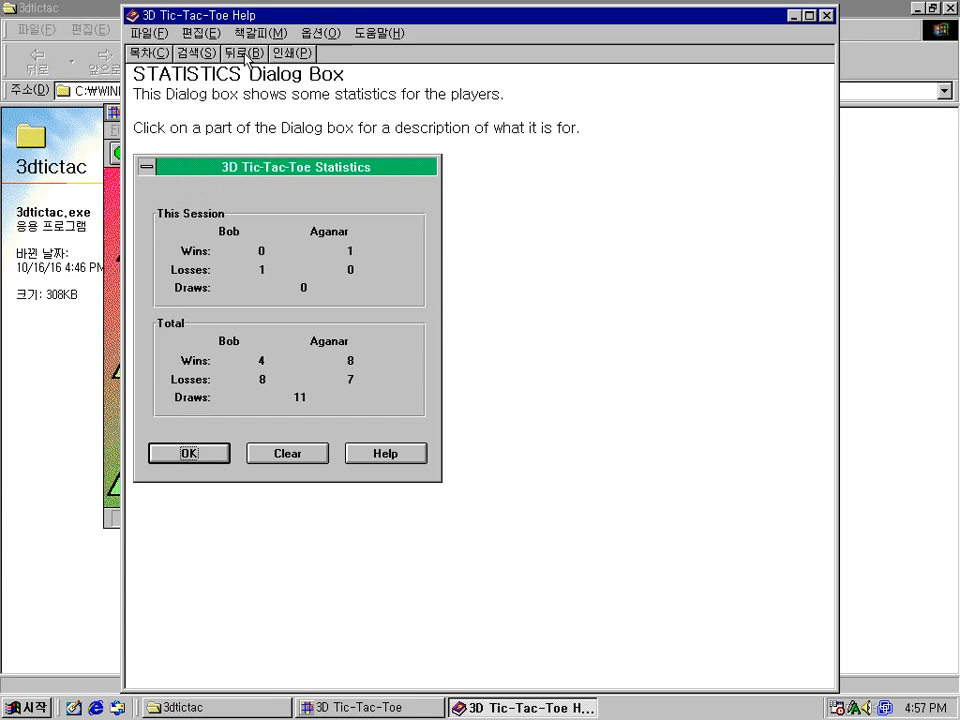 3dtictac
3D Tic-Tac-Toe Help
파일(F) 편집(E)
파일(F) 편집(E) 책갈피(M) 옵션(O) 도움말(H)
뒤로 앞으로
목차(C) 검색(S) 뒤로(B) 인쇄(P)
주소(D) C:\WIN
STATISTICS Dialog Box
This Dialog box shows some statistics for the players.
Click on a part of the Dialog box for a description of what it is for.
3dtictac
3dtictac.exe
응용 프로그램
바뀐 날짜:
10/16/16 4:46 PM
크기: 308KB
3D Tic-Tac-Toe Statistics
This Session
Bob Aganar
Wins: 0 1
Losses: 1 0
Draws: 0
Total
Bob Aganar
Wins: 4 8
Losses: 8 7
Draws: 11
OK Clear Help
시작 3dtictac 3D Tic-Tac-Toe 3D Tic-Tac-Toe H... 4:57 PM